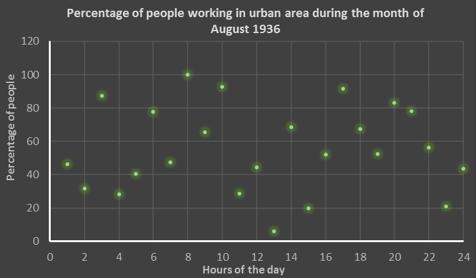 Percentage of people working in urban area during the month of
August 1936
120
100
80
60
40
20
0
Percentage of people
0 2 4 6 8 10 12 14 16 18 20 22 24
Hours of the day